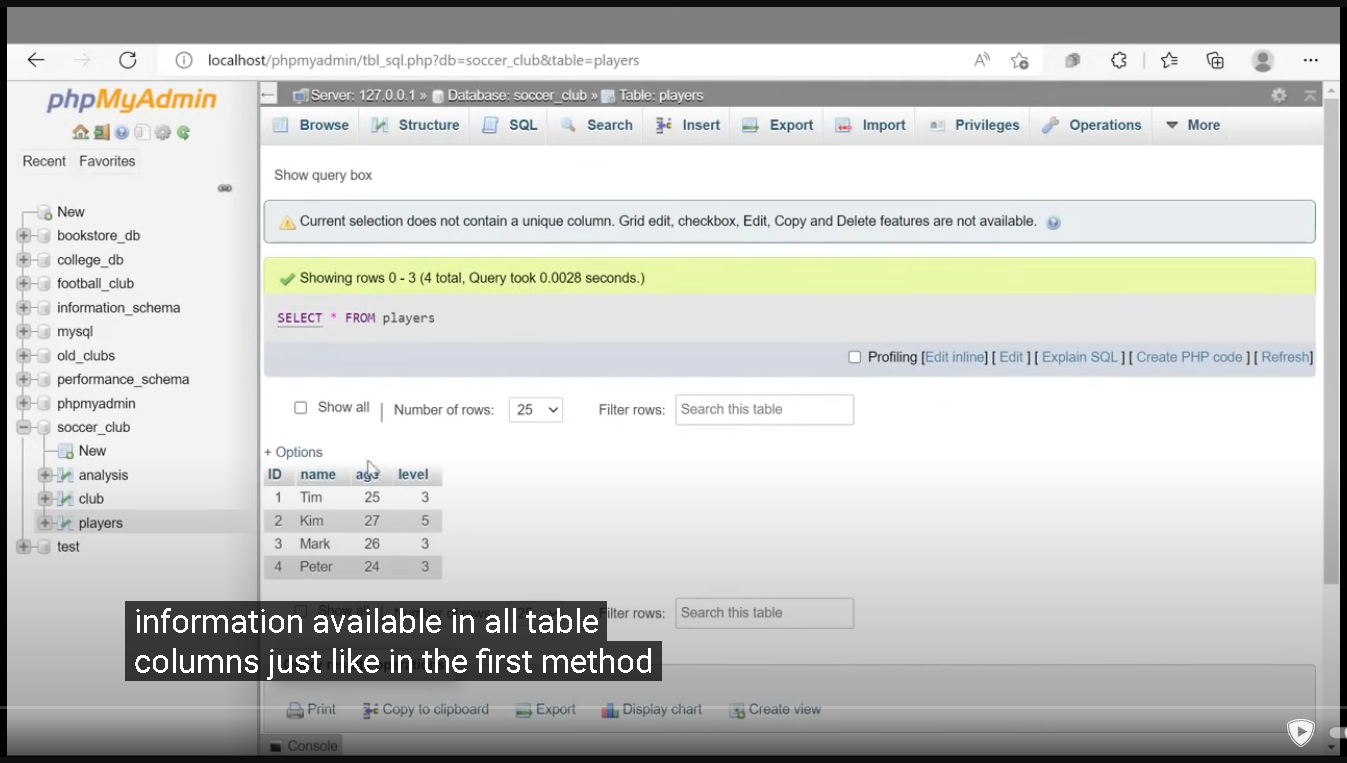 localhost/phpmyadmin/tbl_sql.php?db=soccer_club&table=players
phpMyAdmin
Recent Favorites
New
bookstore_db
college_db
football_club
information_schema
mysql
old_clubs
performance_schema
phpmyadmin
soccer_club
New
analysis
club
players
test
Server: 127.0.0.1 » Database: soccer_club » Table: players
Browse Structure SQL Search Insert Export Import Privileges Operations More
Show query box
Current selection does not contain a unique column. Grid edit, checkbox, Edit, Copy and Delete features are not available.
Showing rows 0 - 3 (4 total, Query took 0.0028 seconds.)
SELECT * FROM players
Profiling [Edit inline] [ Edit ] [ Explain SQL ] [ Create PHP code ] [ Refresh]
Show all | Number of rows: 25 Filter rows: Search this table
+ Options
ID name age level
1 Tim 25 3
2 Kim 27 5
3 Mark 26 3
4 Peter 24 3
Show all | Number of rows: 25 Filter rows: Search this table
information available in all table
columns just like in the first method
Print Copy to clipboard Export Display chart Create view
Console